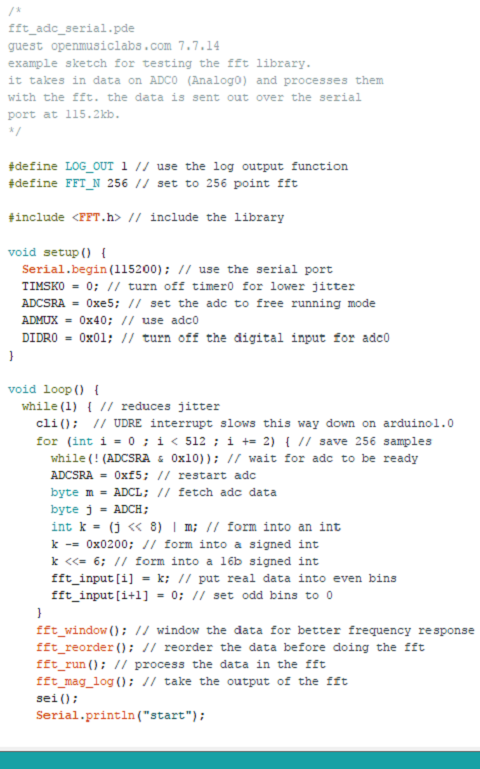 /*
fft_adc_serial.pde
guest openmusiclabs.com 7.7.14
example sketch for testing the fft library.
it takes in data on ADC0 (Analog0) and processes them
with the fft. the data is sent out over the serial
port at 115.2kb.
*/
#define LOG_OUT 1 // use the log output function
#define FFT_N 256 // set to 256 point fft
#include <FFT.h> // include the library
void setup() {
  Serial.begin(115200); // use the serial port
  TIMSK0 = 0; // turn off timer0 for lower jitter
  ADCSRA = 0xe5; // set the adc to free running mode
  ADMUX = 0x40; // use adc0
  DIDR0 = 0x01; // turn off the digital input for adc0
}
void loop() {
  while(1) { // reduces jitter
    cli();  // UDRE interrupt slows this way down on arduino1.0
    for (int i = 0 ; i < 512 ; i += 2) { // save 256 samples
      while(!(ADCSRA & 0x10)); // wait for adc to be ready
      ADCSRA = 0xf5; // restart adc
      byte m = ADCL; // fetch adc data
      byte j = ADCH;
      int k = (j << 8) | m; // form into an int
      k -= 0x0200; // form into a signed int
      k <<= 6; // form into a 16b signed int
      fft_input[i] = k; // put real data into even bins
      fft_input[i+1] = 0; // set odd bins to 0
    }
    fft_window(); // window the data for better frequency response
    fft_reorder(); // reorder the data before doing the fft
    fft_run(); // process the data in the fft
    fft_mag_log(); // take the output of the fft
    sei();
    Serial.println("start");